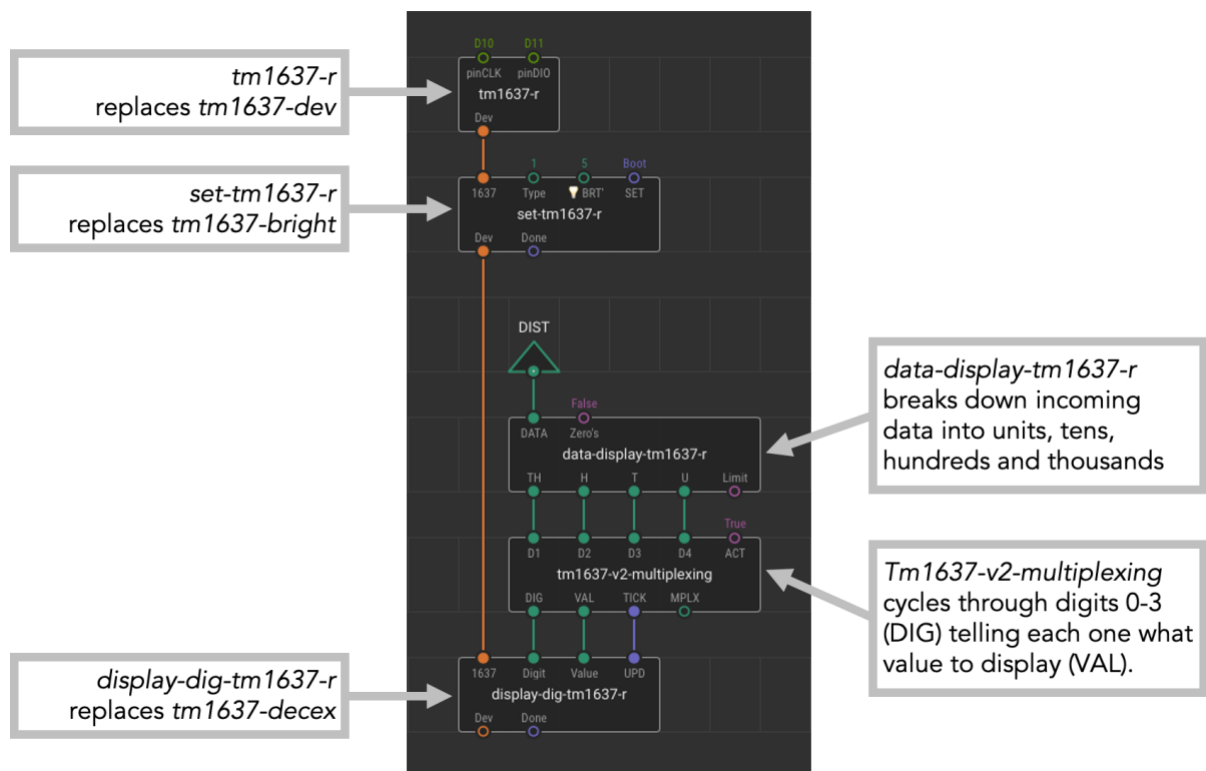 D10 D11
pinCLK pinDIO
tm1637-r
Dev
tm1637-r
replaces tm1637-dev
1 5 Boot
1637 Type BRT' SET
set-tm1637-r
Dev Done
set-tm1637-r
replaces tm1637-bright
DIST
False
DATA Zero's
data-display-tm1637-r
TH H T U Limit
data-display-tm1637-r
breaks down incoming
data into units, tens,
hundreds and thousands
True
D1 D2 D3 D4 ACT
tm1637-v2-multiplexing
DIG VAL TICK MPLX
Tm1637-v2-multiplexing
cycles through digits 0-3
(DIG) telling each one what
value to display (VAL).
1637 Digit Value UPD
display-dig-tm1637-r
Dev Done
display-dig-tm1637-r
replaces tm1637-decex